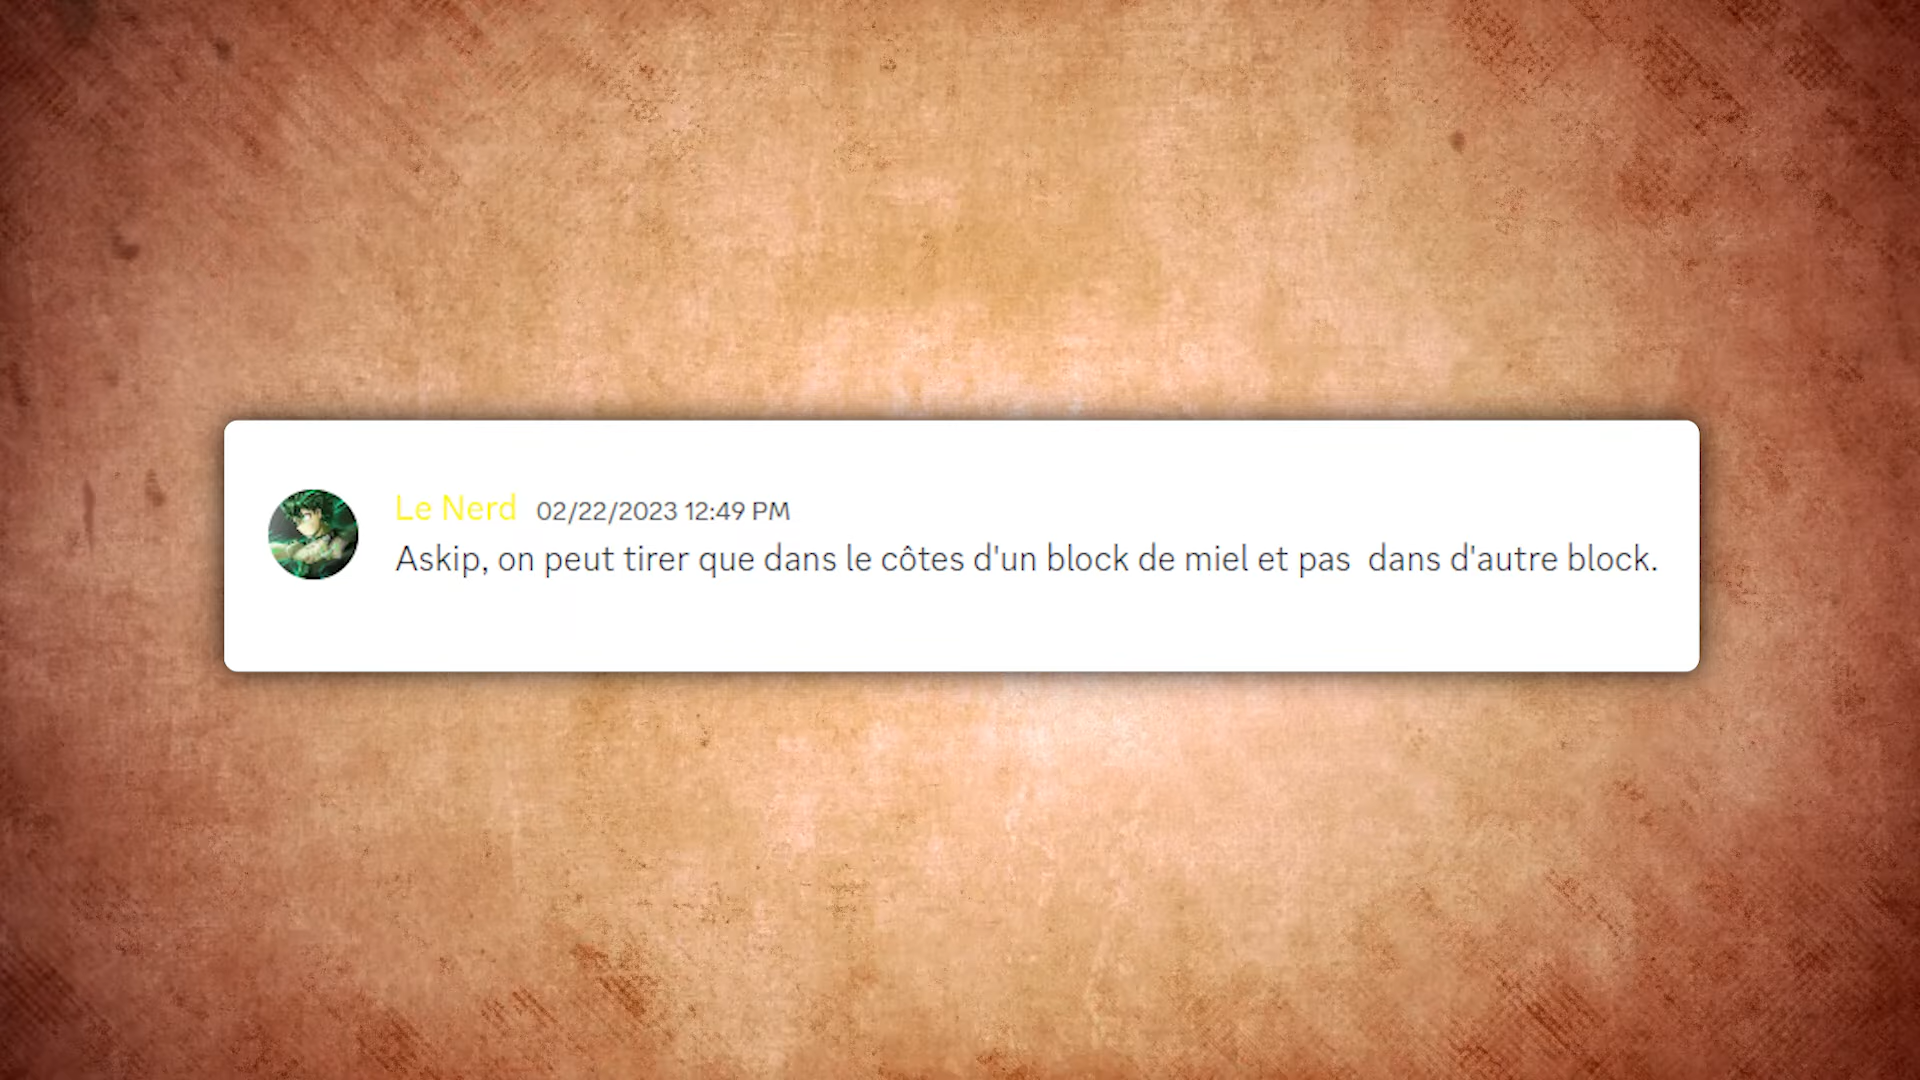 Le Nerd 02/22/2023 12:49 PM
Askip, on peut tirer que dans le côtes d'un block de miel et pas dans d'autre block.